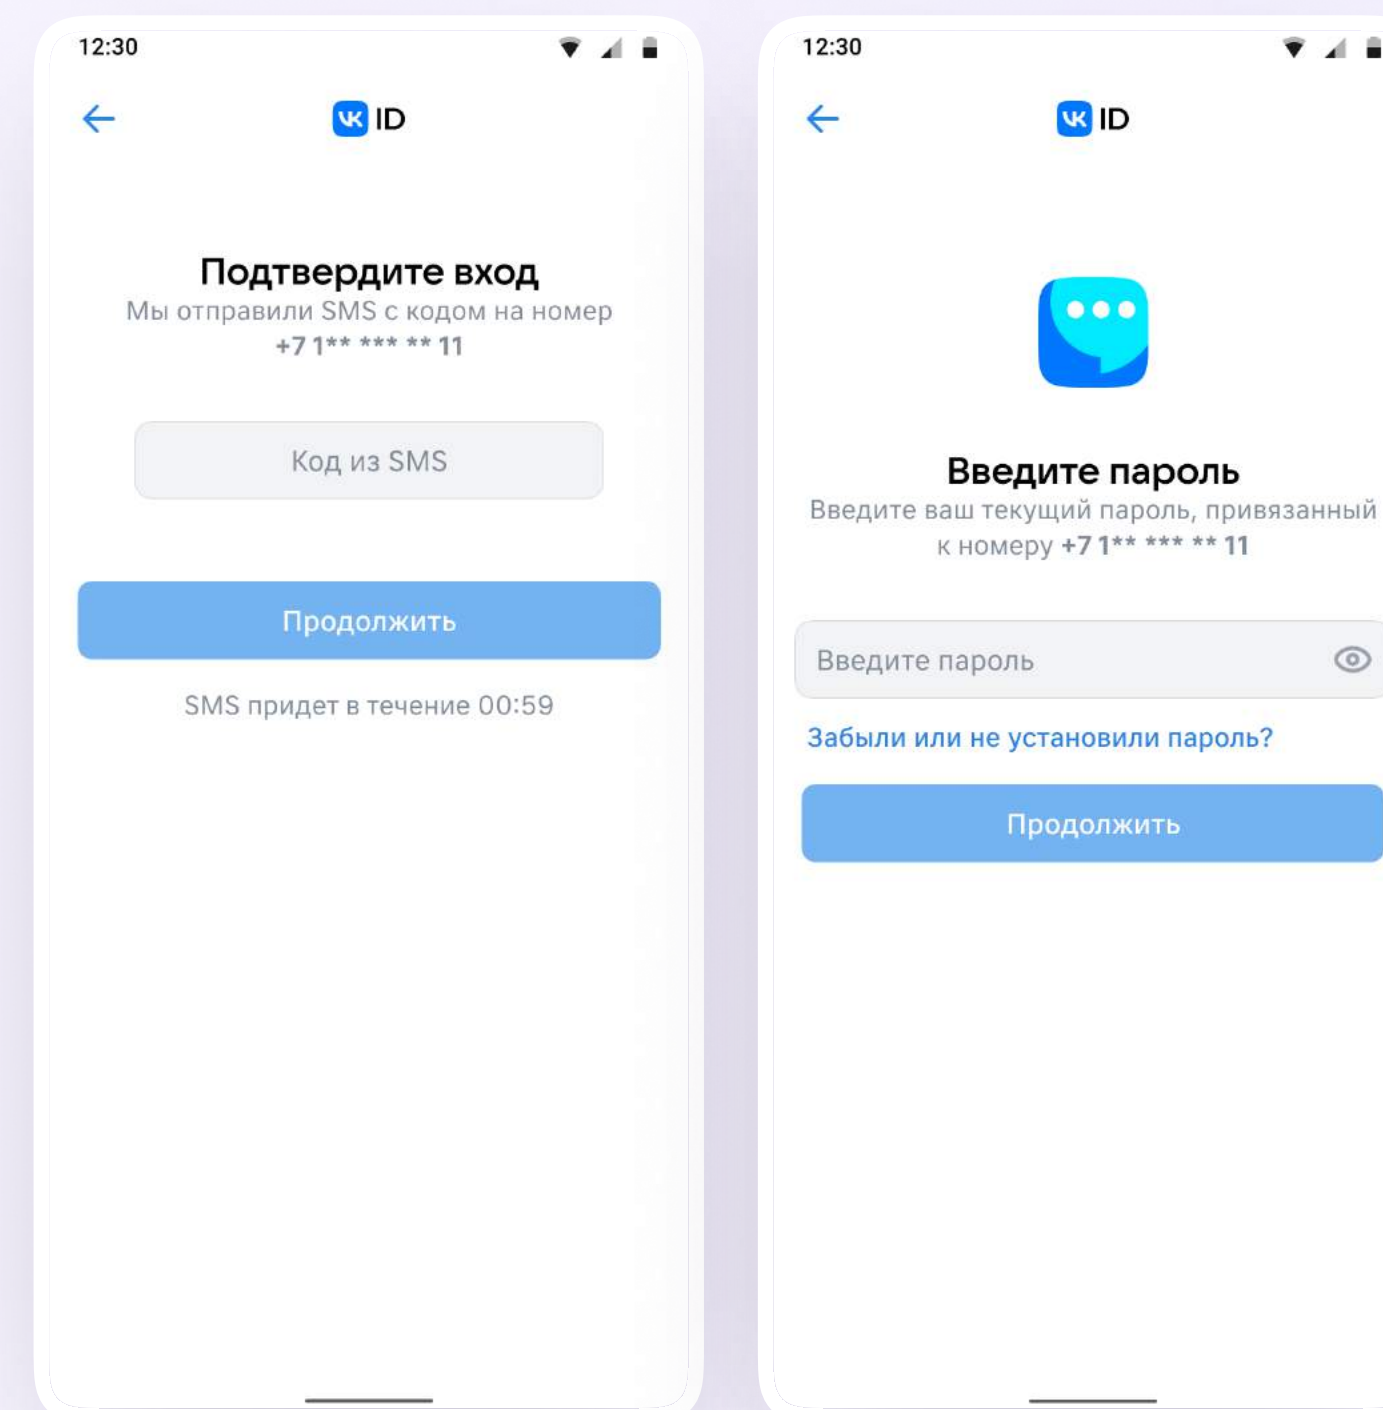 12:30
VK ID
Подтвердите вход
Мы отправили SMS с кодом на номер
+7 1** *** ** 11
Код из SMS
Продолжить
SMS придет в течение 00:59
12:30
VK ID
Введите пароль
Введите ваш текущий пароль, привязанный
к номеру +7 1** *** ** 11
Введите пароль
Забыли или не установили пароль?
Продолжить